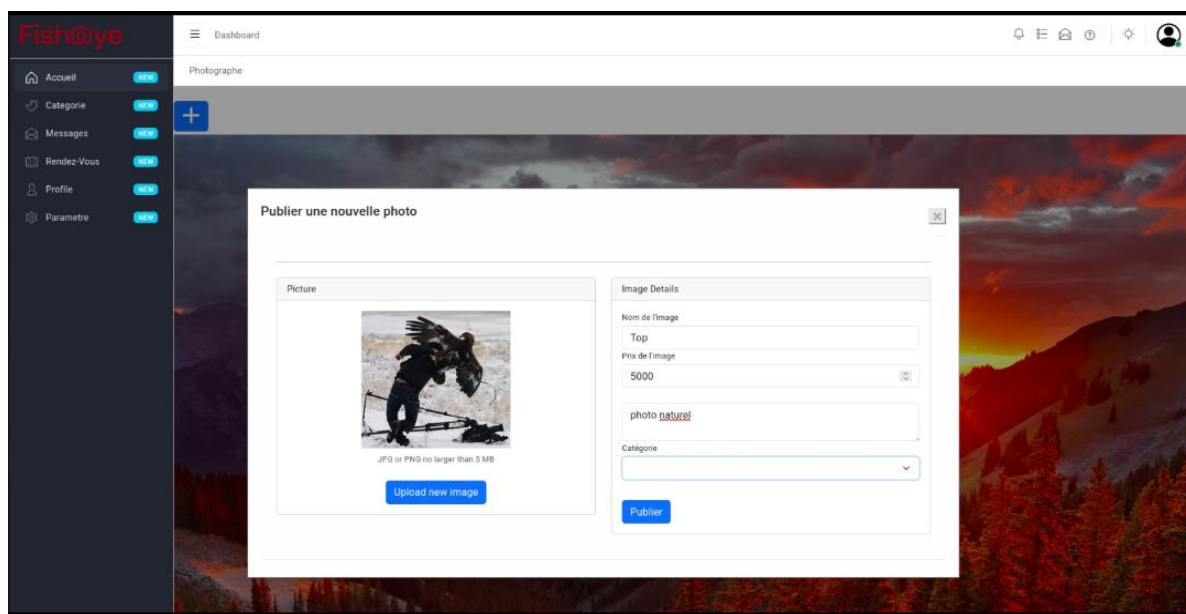 Fish@ye
Dashboard
Photographe
Accueil NEW
Categorie NEW
Messages NEW
Rendez-Vous NEW
Profile NEW
Parametre NEW
Publier une nouvelle photo
Picture
JPG or PNG no larger than 5 MB
Upload new image
Image Details
Nom de l'Image
Top
Prix de l'image
5000
photo naturel
Catégorie
Publier